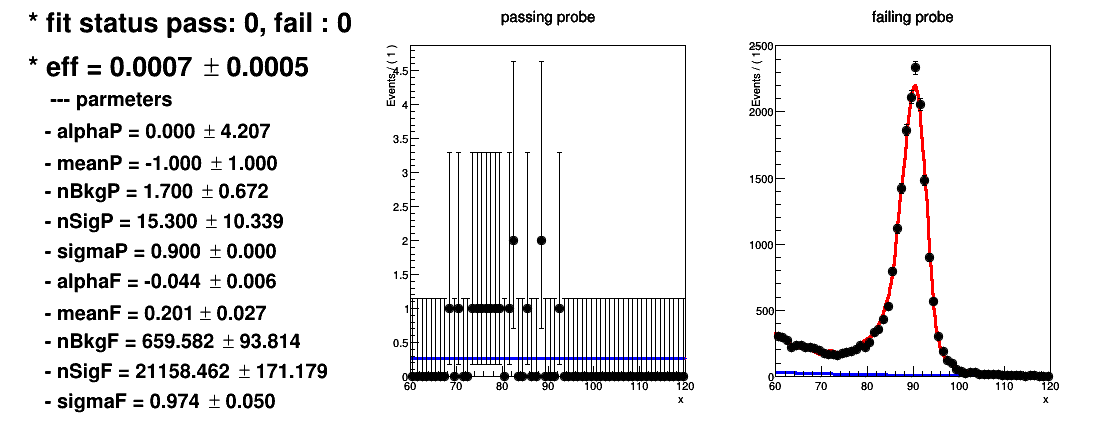 * fit status pass: 0, fail : 0
* eff = 0.0007 ± 0.0005
--- parmeters
- alphaP = 0.000 ± 4.207
- meanP = -1.000 ± 1.000
- nBkgP = 1.700 ± 0.672
- nSigP = 15.300 ± 10.339
- sigmaP = 0.900 ± 0.000
- alphaF = -0.044 ± 0.006
- meanF = 0.201 ± 0.027
- nBkgF = 659.582 ± 93.814
- nSigF = 21158.462 ± 171.179
- sigmaF = 0.974 ± 0.050
passing probe
Events / ( 1 )
4.5
4
3.5
3
2.5
2
1.5
1
0.5
0
60 70 80 90 100 110 120
x
failing probe
Events / ( 1 )
2500
2000
1500
1000
500
0
60 70 80 90 100 110 120
x